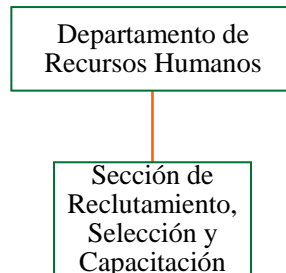 Departamento de
Recursos Humanos
Sección de
Reclutamiento,
Selección y
Capacitación